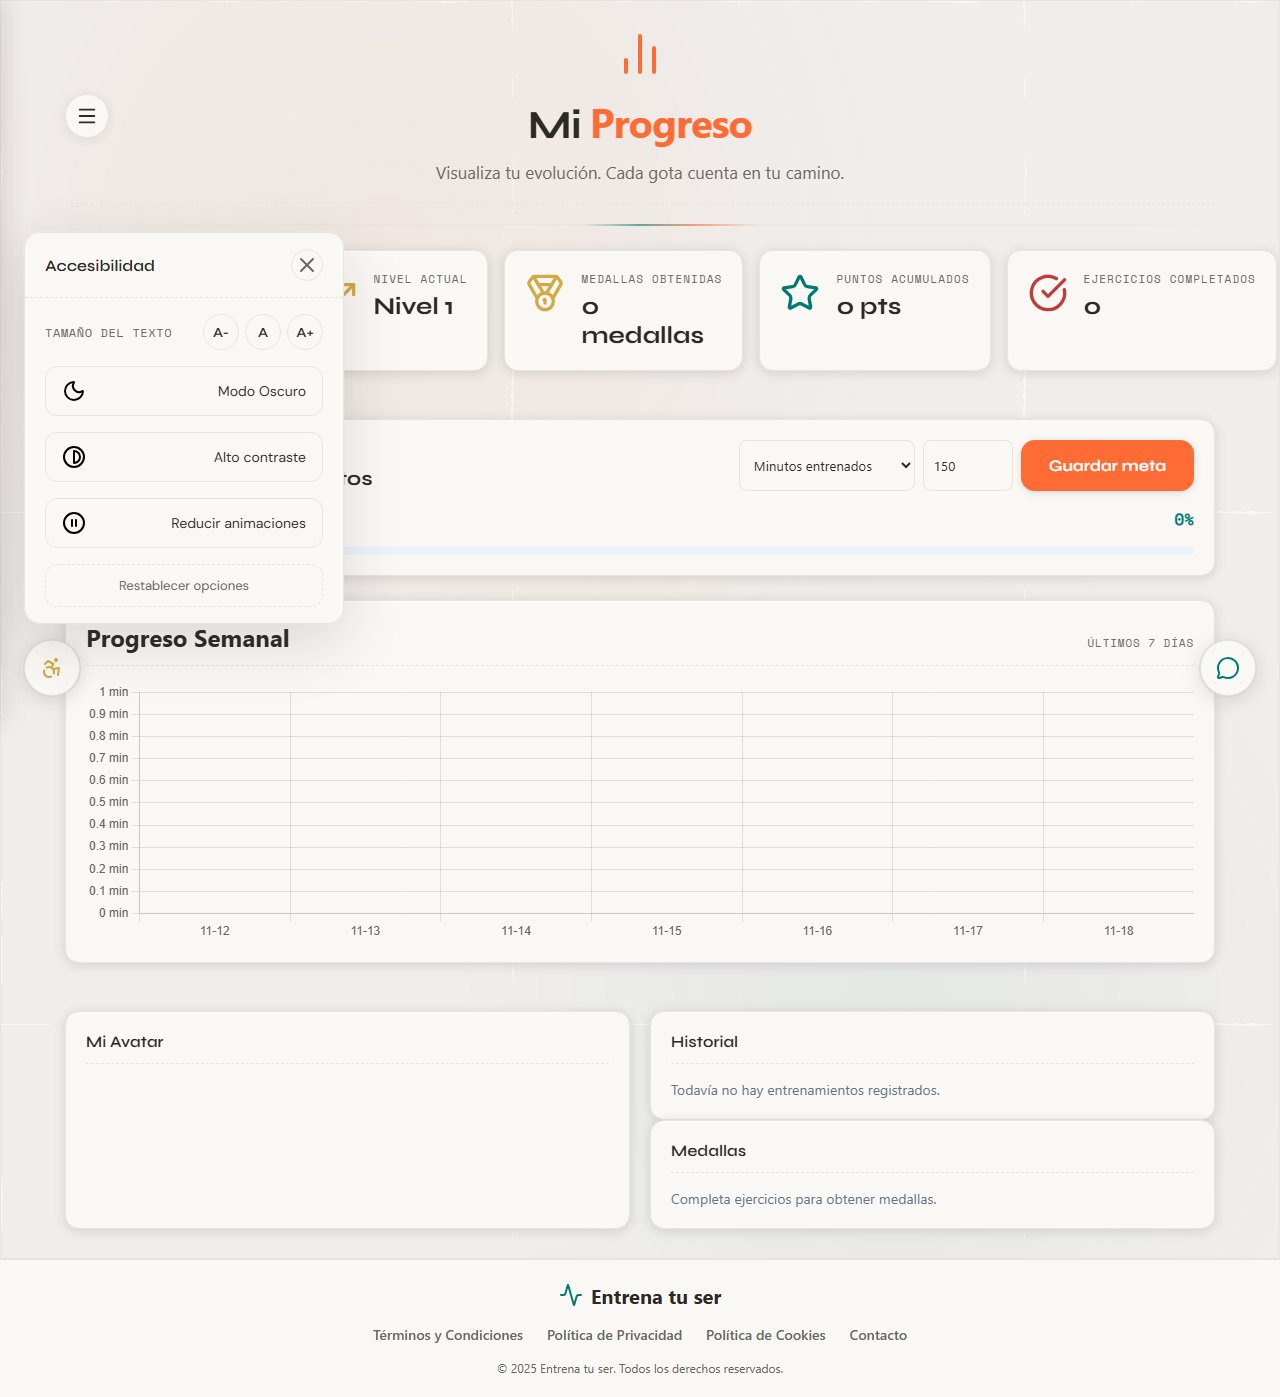 Mi Progreso
Visualiza tu evolución. Cada gota cuenta en tu camino.
Accesibilidad
TAMAÑO DEL TEXTO
A-
A
A+
Modo Oscuro
Alto contraste
Reducir animaciones
Restablecer opciones
NIVEL ACTUAL
Nivel 1
MEDALLAS OBTENIDAS
0
medallas
PUNTOS ACUMULADOS
0 pts
EJERCICIOS COMPLETADOS
0
Minutos entrenados
150
Guardar meta
0%
Progreso Semanal
ÚLTIMOS 7 DÍAS
1 min
0.9 min
0.8 min
0.7 min
0.6 min
0.5 min
0.4 min
0.3 min
0.2 min
0.1 min
0 min
11-12
11-13
11-14
11-15
11-16
11-17
11-18
Mi Avatar
Historial
Todavía no hay entrenamientos registrados.
Medallas
Completa ejercicios para obtener medallas.
Entrena tu ser
Términos y Condiciones
Política de Privacidad
Política de Cookies
Contacto
© 2025 Entrena tu ser. Todos los derechos reservados.